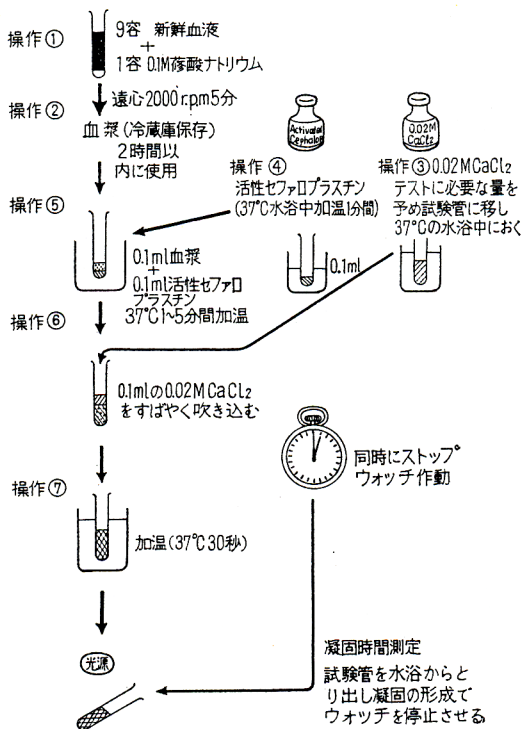 操作①
9容 新鮮血液
+
1容 0.1M蓚酸ナトリウム
操作②
遠心2000r.p.m5分
血漿(冷蔵庫保存)
2時間以
内に使用
Activated
Cephalop
操作④
活性セファロプラスチン
(37℃水浴中加温1分間)
0.1ml
0.02M
CaCl2
操作③0.02MCaCl2
テストに必要な量を
予め試験管に移し
37℃の水浴中におく
操作⑤
0.1ml血漿
+
0.1ml活性セファロ
プラスチン
37℃1~5分間加温
操作⑥
0.1mlの0.02MCaCl2
をすばやく吹き込む
同時にストップ
ウォッチ作動
操作⑦
加温(37℃30秒)
光源
凝固時間測定
試験管を水浴からと
り出し凝固の形成で
ウォッチを停止させる。